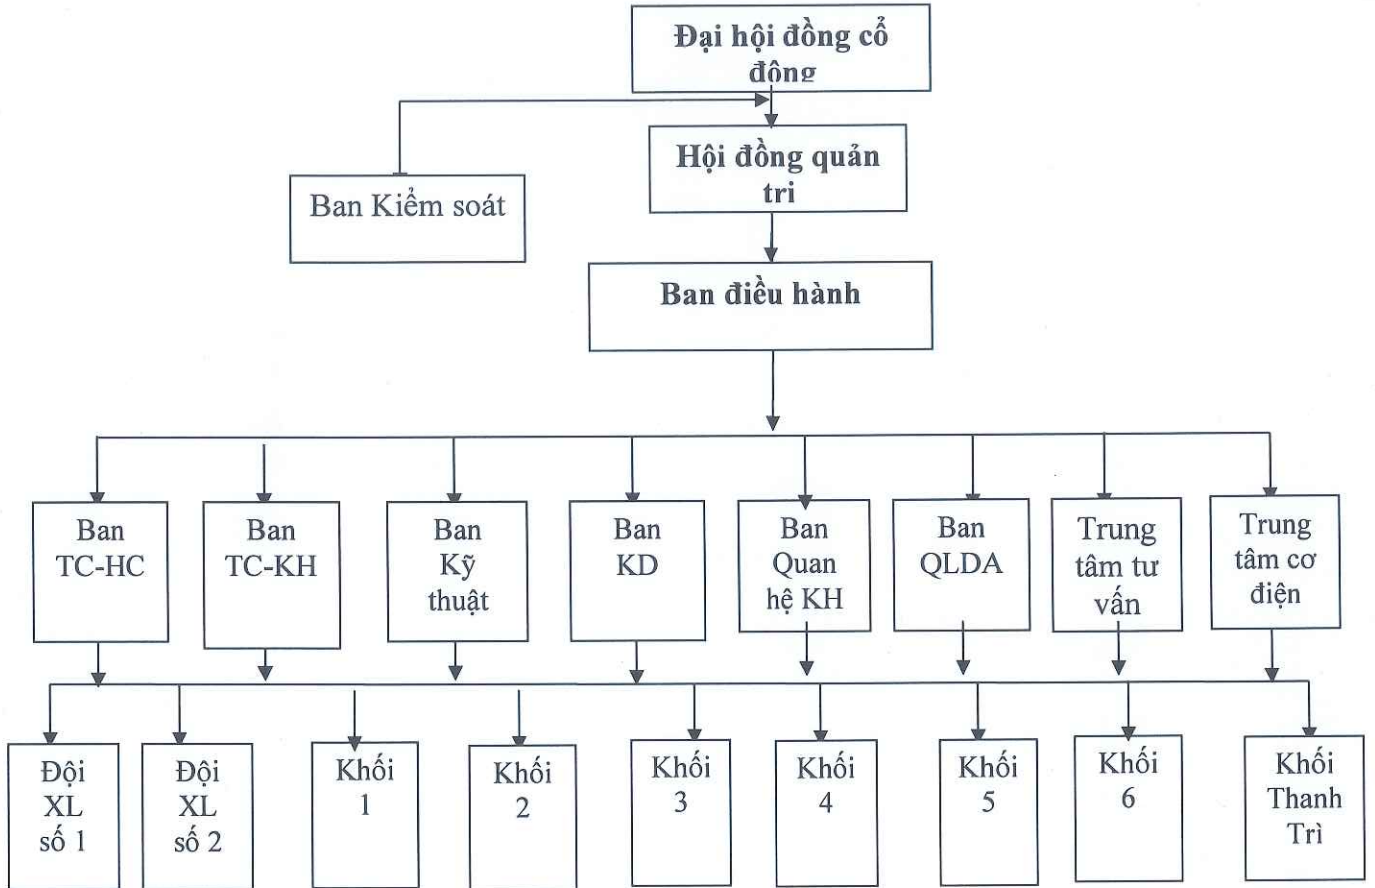 Đại hội đồng cổ
đông
Hội đồng quản
trị
Ban Kiểm soát
Ban điều hành
Ban
TC-HC
Ban
TC-KH
Ban
Kỹ
thuật
Ban
KD
Ban
Quan
hệ KH
Ban
QLDA
Trung
tâm tư
vấn
Trung
tâm cơ
điện
Đội
XL
số 1
Đội
XL
số 2
Khối
1
Khối
2
Khối
3
Khối
4
Khối
5
Khối
6
Khối
Thanh
Trì